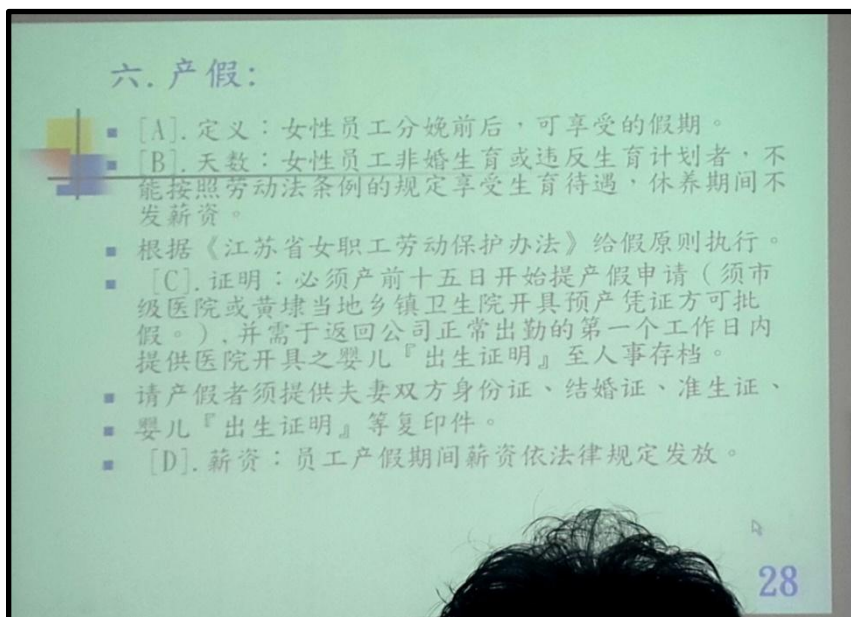 六.产假:
[A].定义：女性员工分娩前后，可享受的假期。
[B].天数：女性员工非婚生育或违反生育计划者，不
能按照劳动法条例的规定享受生育待遇，休养期间不
发薪资。
根据《江苏省女职工劳动保护办法》给假原则执行。
[C].证明：必须产前十五日开始提产假申请（须市
级医院或黄埭当地乡镇卫生院开具预产凭证方可批
假。）,并需于返回公司正常出勤的第一个工作日内
提供医院开具之婴儿『出生证明』至人事存档。
请产假者须提供夫妻双方身份证、结婚证、准生证、
婴儿『出生证明』等复印件。
[D].薪资：员工产假期间薪资依法律规定发放。
28